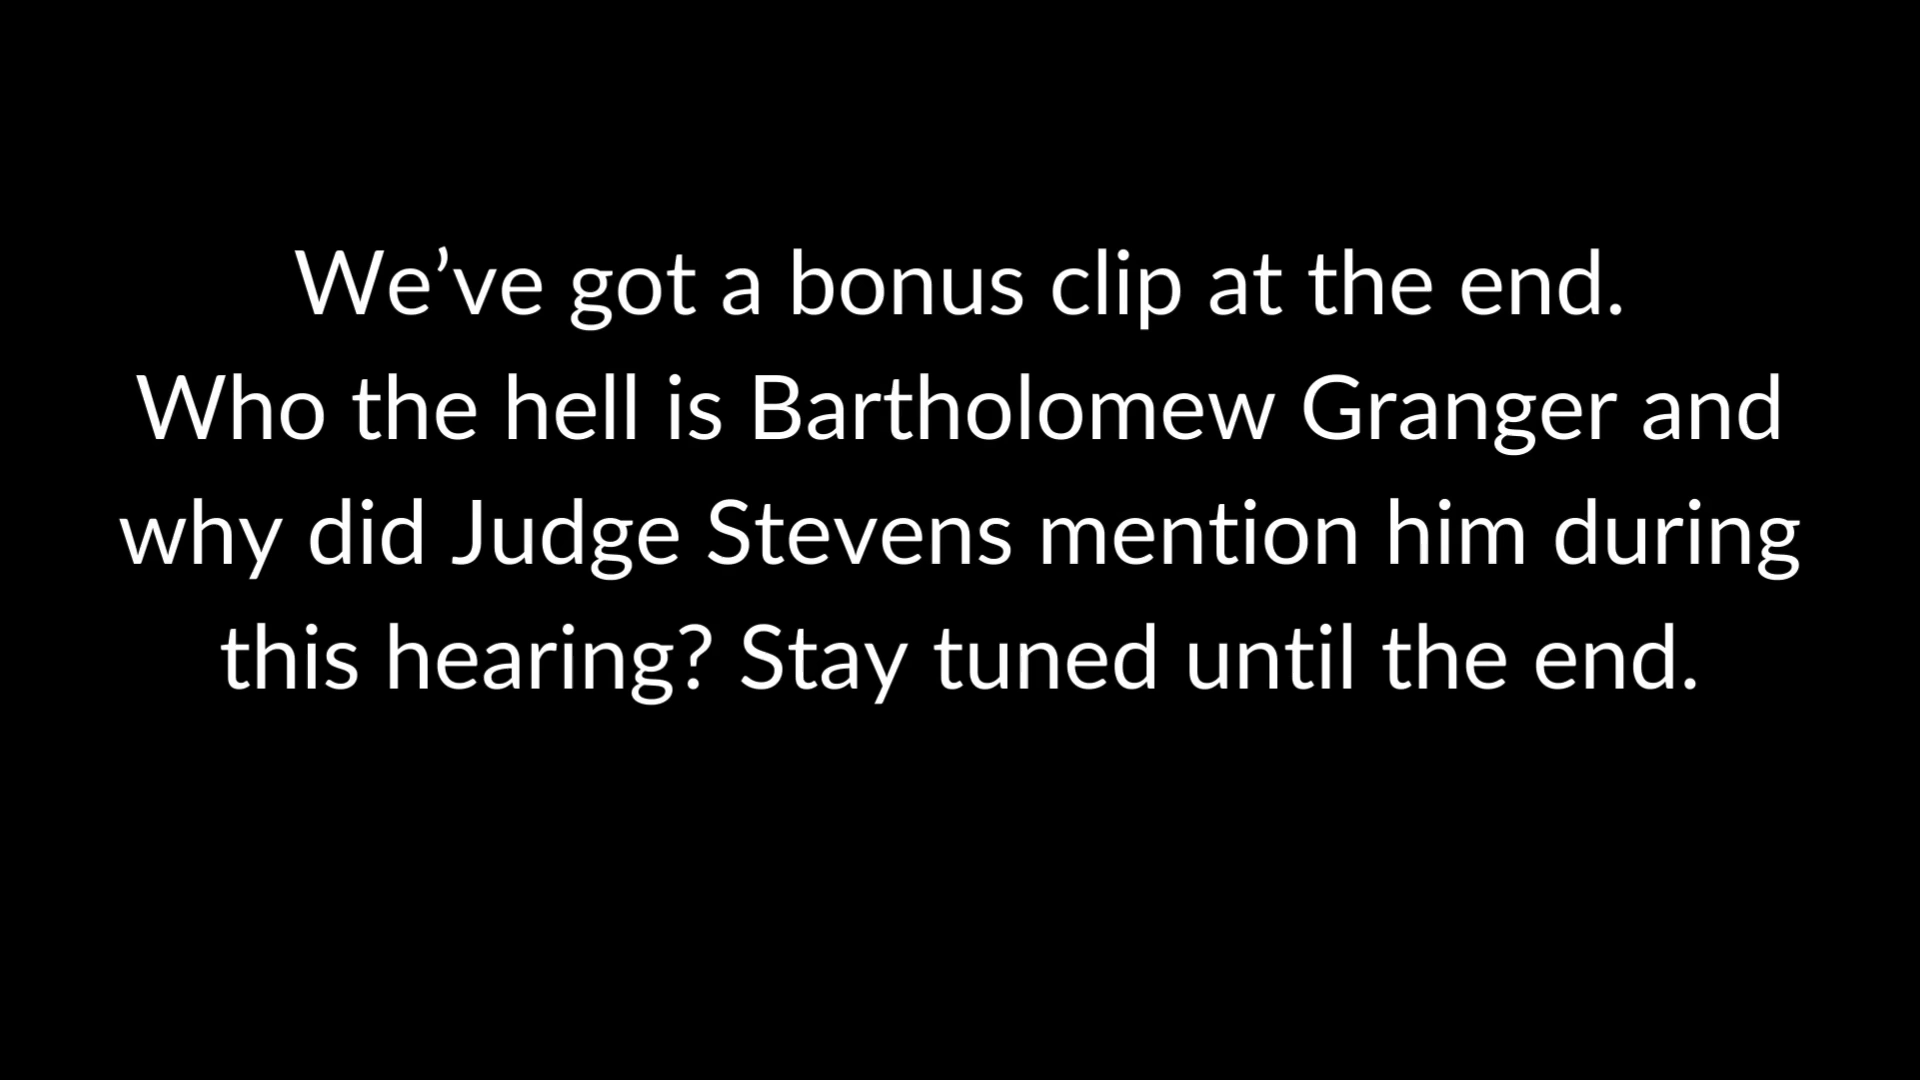 We’ve got a bonus clip at the end.
Who the hell is Bartholomew Granger and
why did Judge Stevens mention him during
this hearing? Stay tuned until the end.